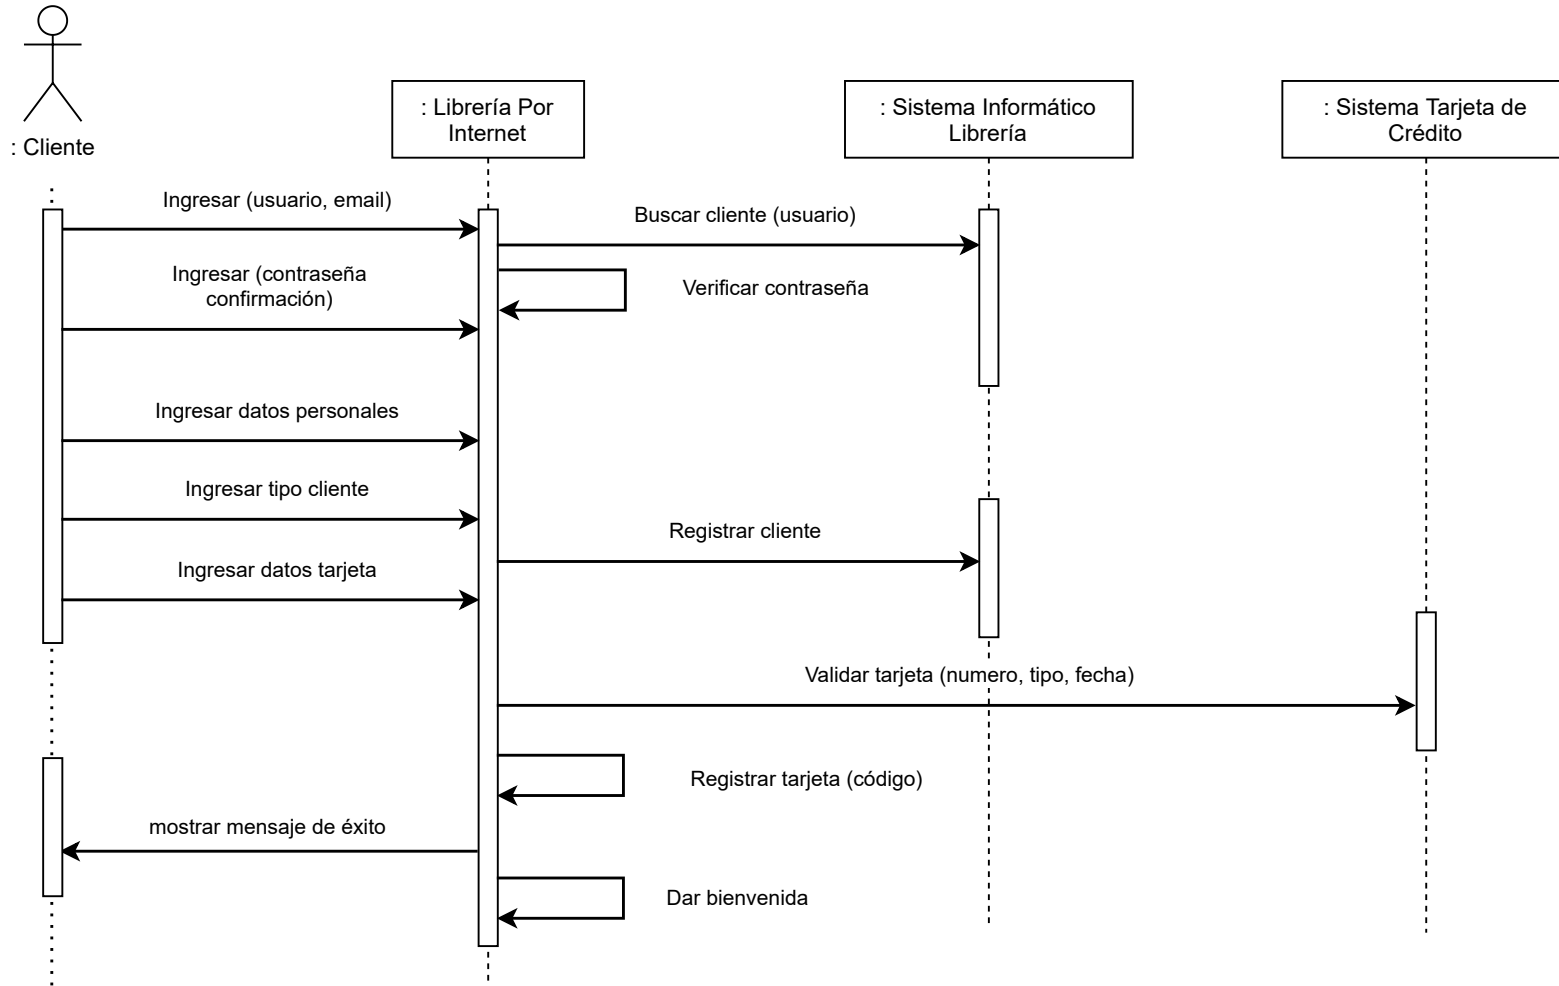 : Cliente
: Librería Por
Internet
: Sistema Informático
Librería
: Sistema Tarjeta de
Crédito
Ingresar (usuario, email)
Buscar cliente (usuario)
Ingresar (contraseña
confirmación)
Verificar contraseña
Ingresar datos personales
Ingresar tipo cliente
Registrar cliente
Ingresar datos tarjeta
Validar tarjeta (numero, tipo, fecha)
Registrar tarjeta (código)
mostrar mensaje de éxito
Dar bienvenida